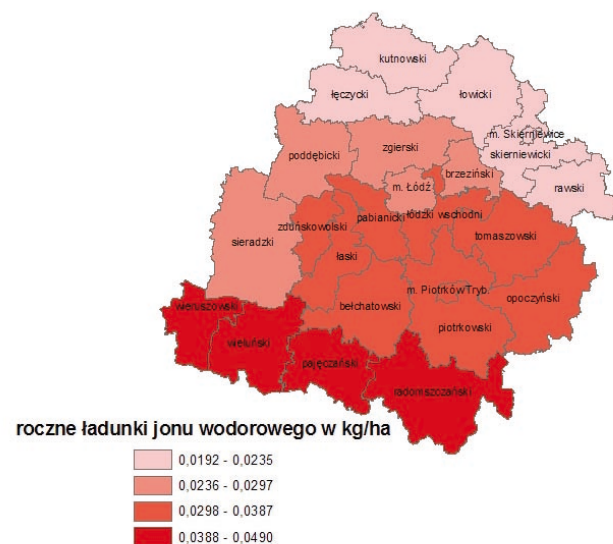 kutnowski
łęczycki
łowicki
m. Skierniewice
skierniewicki
rawski
poddębicki
zgierski
brzeziński
m. Łódź
sieradzki
zduńskowolski
pabianicki
łódzki wschodni
łaski
tomaszowski
m. Piotrków Tryb.
opoczyński
bełchatowski
piotrkowski
wieruszowski
wieluński
pajęczański
radomszczański
roczne ładunki jonu wodorowego w kg/ha
0,0192 - 0,0235
0,0236 - 0,0297
0,0298 - 0,0387
0,0388 - 0,0490